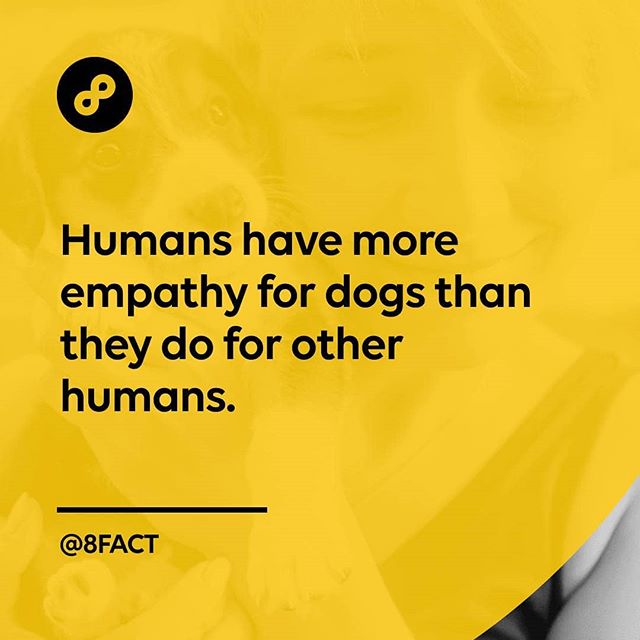 Humans have more
empathy for dogs than
they do for other
humans.
@8FACT